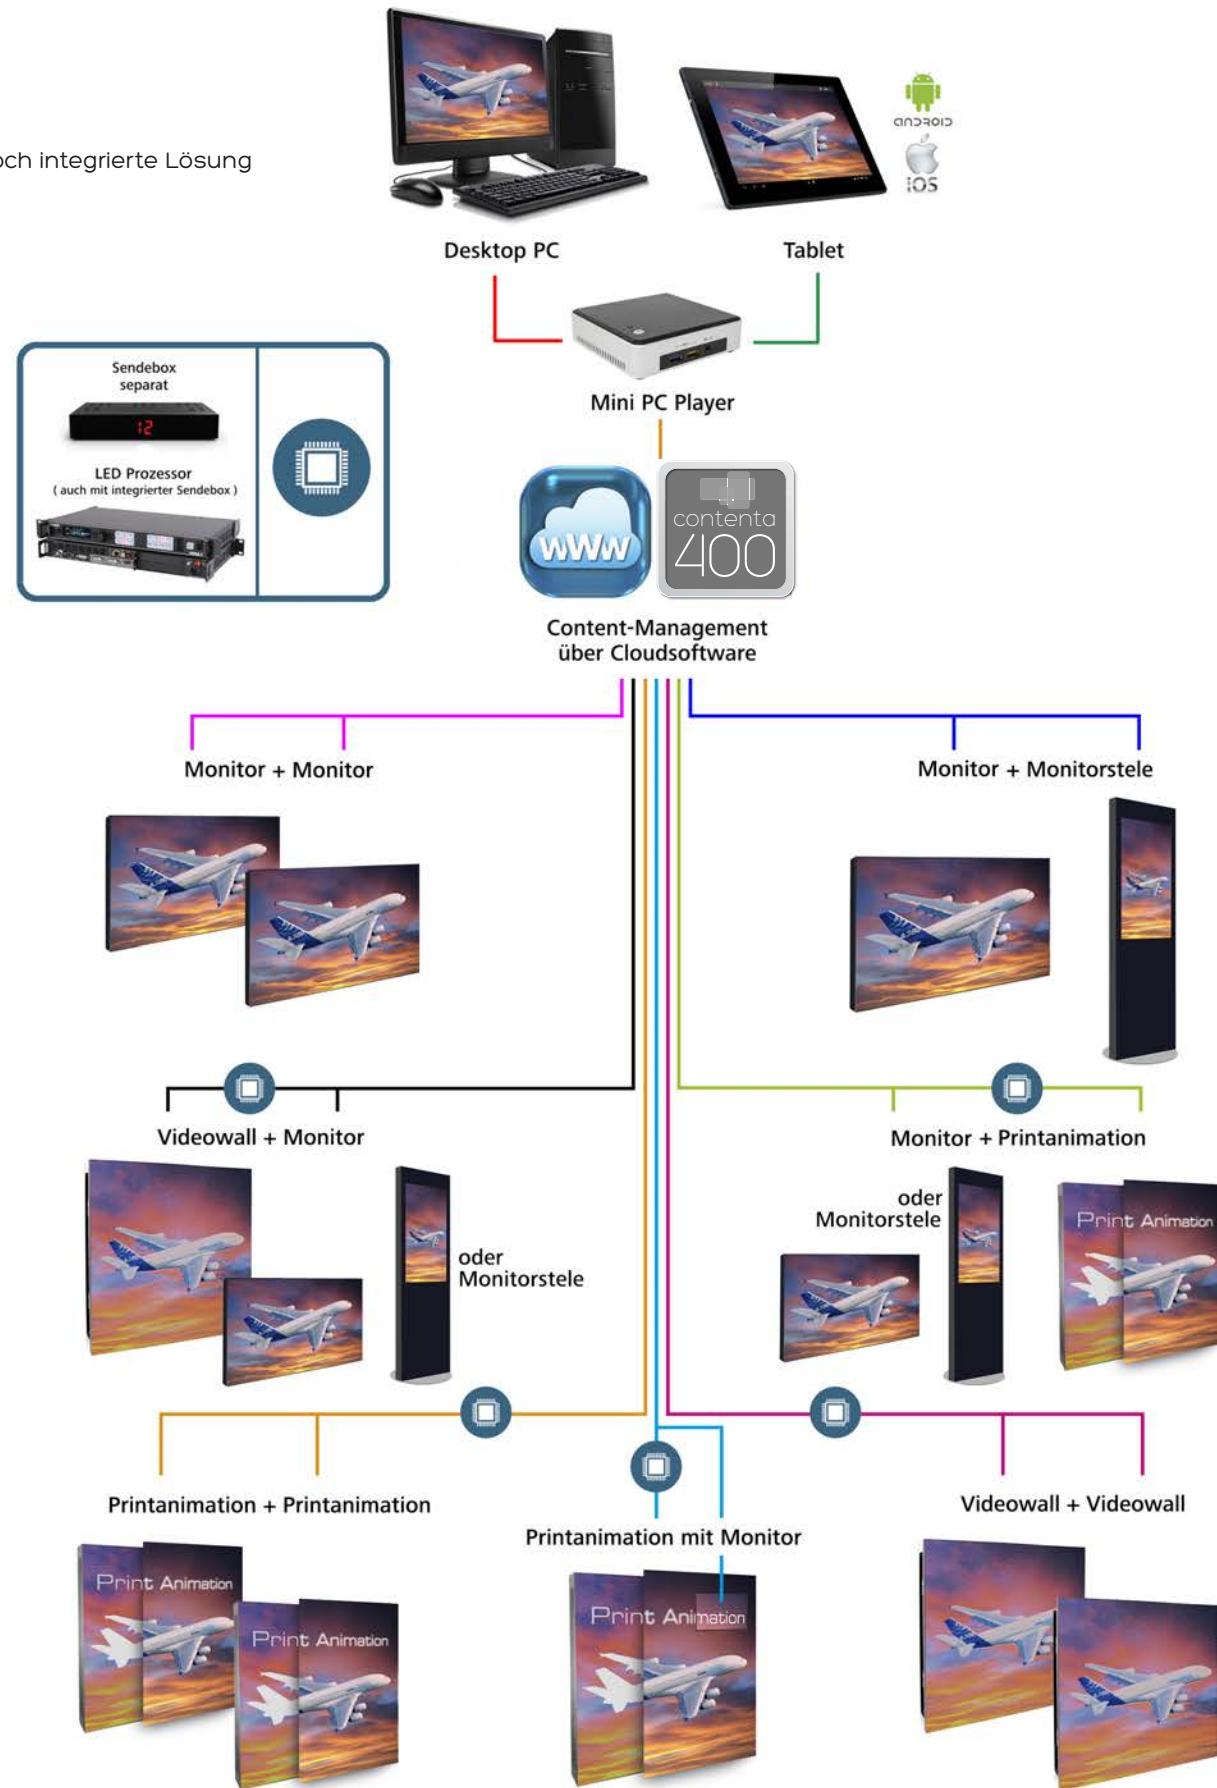 och integrierte Lösung
ANDROID
iOS
Desktop PC
Tablet
Sendebox
separat
12
LED Prozessor
( auch mit integrierter Sendebox )
Mini PC Player
www
contenta
400
Content-Management
über Cloudsoftware
Monitor + Monitor
Monitor + Monitorstele
Videowall + Monitor
Monitor + Printanimation
oder
Monitorstele
oder
Monitorstele
Print Animation
Printanimation + Printanimation
Printanimation mit Monitor
Videowall + Videowall
Print Animation
Print Animation
Print Animation